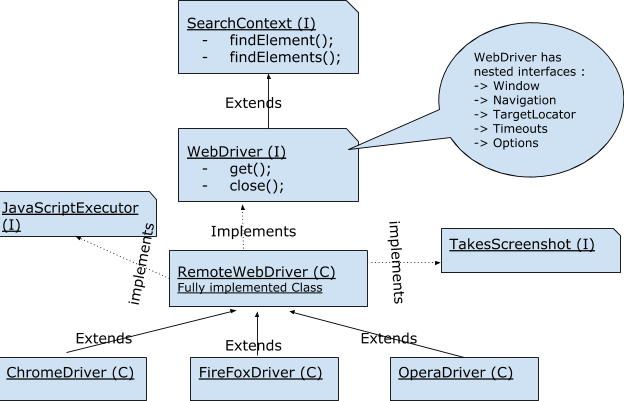 SearchContext (I)
- findElement();
- findElements();
WebDriver has
nested interfaces :
-> Window
-> Navigation
-> TargetLocator
-> Timeouts
-> Options
Extends
WebDriver (I)
- get();
- close();
JavaScriptExecutor
(I)
Implements
implements
implements
TakesScreenshot (I)
RemoteWebDriver (C)
Fully implemented Class
Extends
Extends
Extends
ChromeDriver (C)
FireFoxDriver (C)
OperaDriver (C)